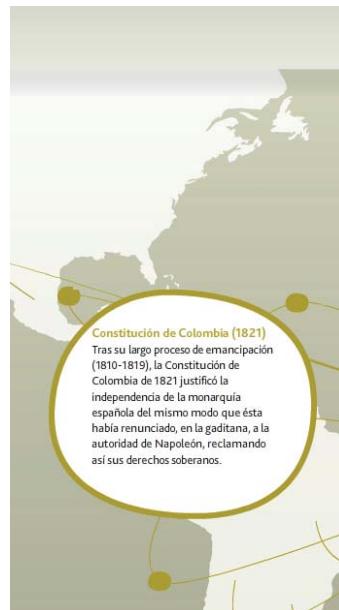 Constitución de Colombia (1821)
Tras su largo proceso de emancipación
(1810-1819), la Constitución de
Colombia de 1821 justificó la
independencia de la monarquía
española del mismo modo que ésta
había renunciado, en la gaditana, a la
autoridad de Napoleón, reclamando
así sus derechos soberanos.